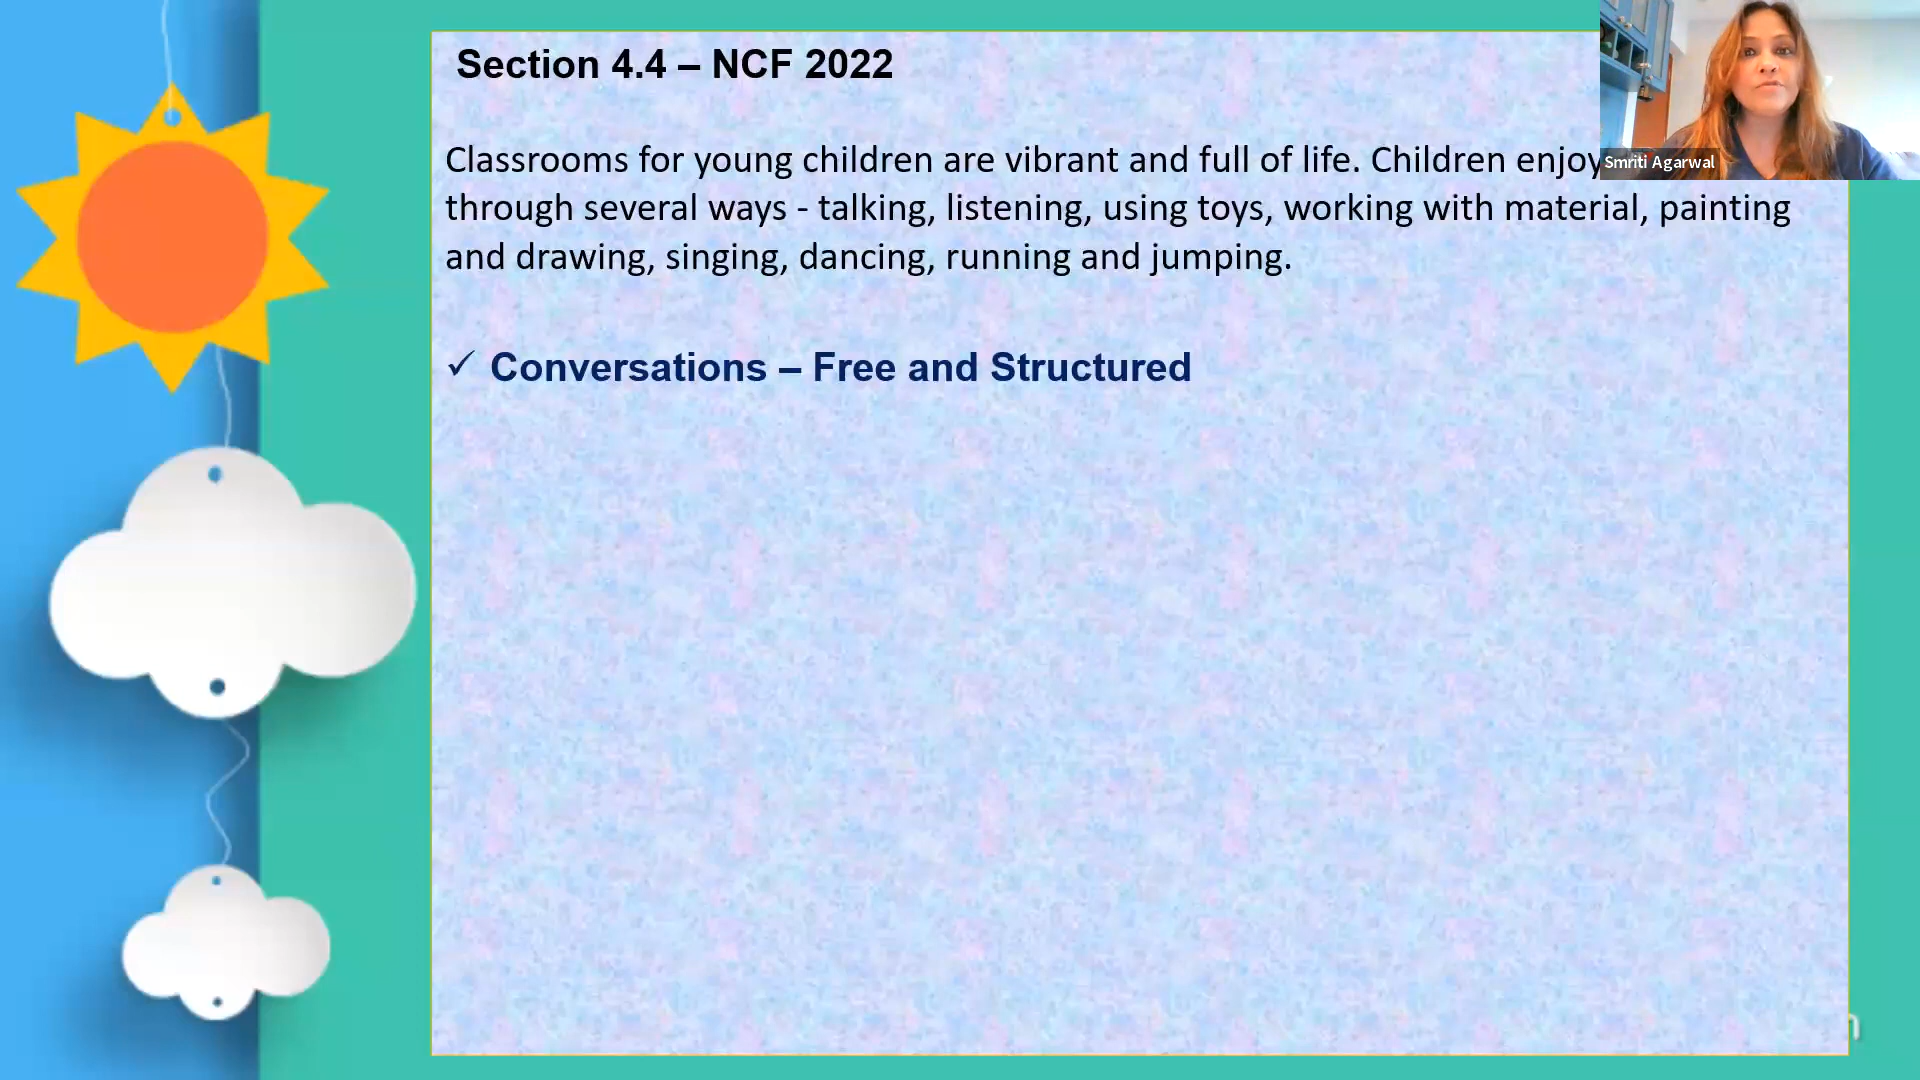 Section 4.4 – NCF 2022
Classrooms for young children are vibrant and full of life. Children enjoy
Smriti Agarwal
through several ways - talking, listening, using toys, working with material, painting
and drawing, singing, dancing, running and jumping.
✓ Conversations – Free and Structured